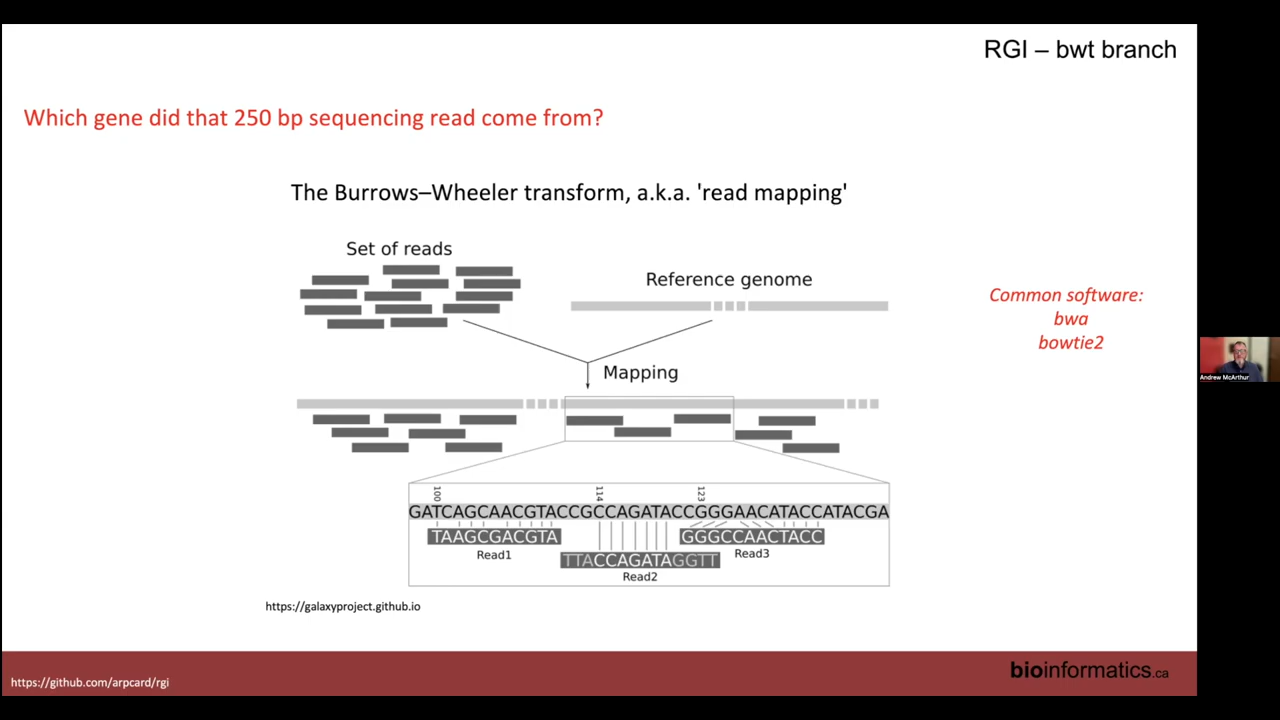 RGI – bwt branch
Which gene did that 250 bp sequencing read come from?
The Burrows–Wheeler transform, a.k.a. 'read mapping'
Set of reads
Reference genome
Common software:
bwa
bowtie2
Mapping
Andrew McArthur
100
114
123
GATCAGCAACGTACCGCCAGATACCGGGAACATACCATACGA
TAAGCGACGTA
GGGCCAACTACC
Read1
Read3
TTACCAGATAGGTT
Read2
https://galaxyproject.github.io
https://github.com/arpcard/rgi
bioinformatics.ca